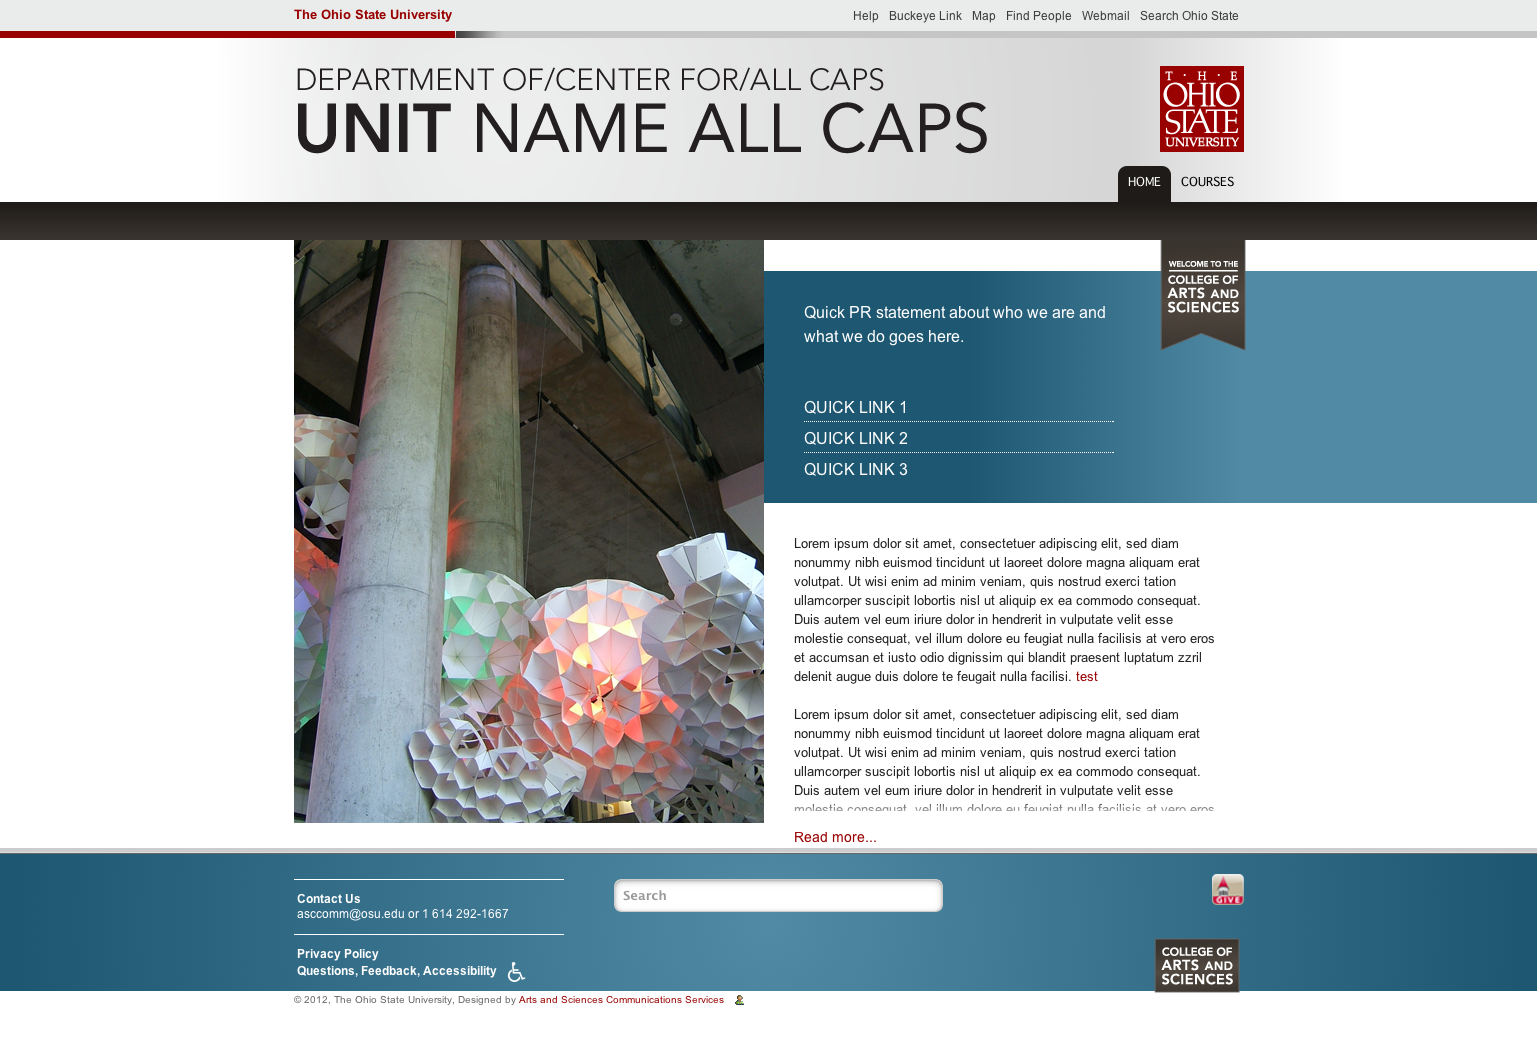 The Ohio State University
Help Buckeye Link Map Find People Webmail Search Ohio State
DEPARTMENT OF/CENTER FOR/ALL CAPS
UNIT NAME ALL CAPS
T·H·E
OHIO
STATE
UNIVERSITY
HOME COURSES
WELCOME TO THE
COLLEGE OF
ARTS AND
SCIENCES
Quick PR statement about who we are and
what we do goes here.
QUICK LINK 1
QUICK LINK 2
QUICK LINK 3
Lorem ipsum dolor sit amet, consectetuer adipiscing elit, sed diam
nonummy nibh euismod tincidunt ut laoreet dolore magna aliquam erat
volutpat. Ut wisi enim ad minim veniam, quis nostrud exerci tation
ullamcorper suscipit lobortis nisl ut aliquip ex ea commodo consequat.
Duis autem vel eum iriure dolor in hendrerit in vulputate velit esse
molestie consequat, vel illum dolore eu feugiat nulla facilisis at vero eros
et accumsan et iusto odio dignissim qui blandit praesent luptatum zzril
delenit augue duis dolore te feugait nulla facilisi. test
Lorem ipsum dolor sit amet, consectetuer adipiscing elit, sed diam
nonummy nibh euismod tincidunt ut laoreet dolore magna aliquam erat
volutpat. Ut wisi enim ad minim veniam, quis nostrud exerci tation
ullamcorper suscipit lobortis nisl ut aliquip ex ea commodo consequat.
Duis autem vel eum iriure dolor in hendrerit in vulputate velit esse
molestie consequat, vel illum dolore eu feugiat nulla facilisis at vero eros
Read more...
Contact Us
asccomm@osu.edu or 1 614 292-1667
Privacy Policy
Questions, Feedback, Accessibility
Search
GIVE
COLLEGE OF
ARTS AND
SCIENCES
© 2012, The Ohio State University, Designed by Arts and Sciences Communications Services